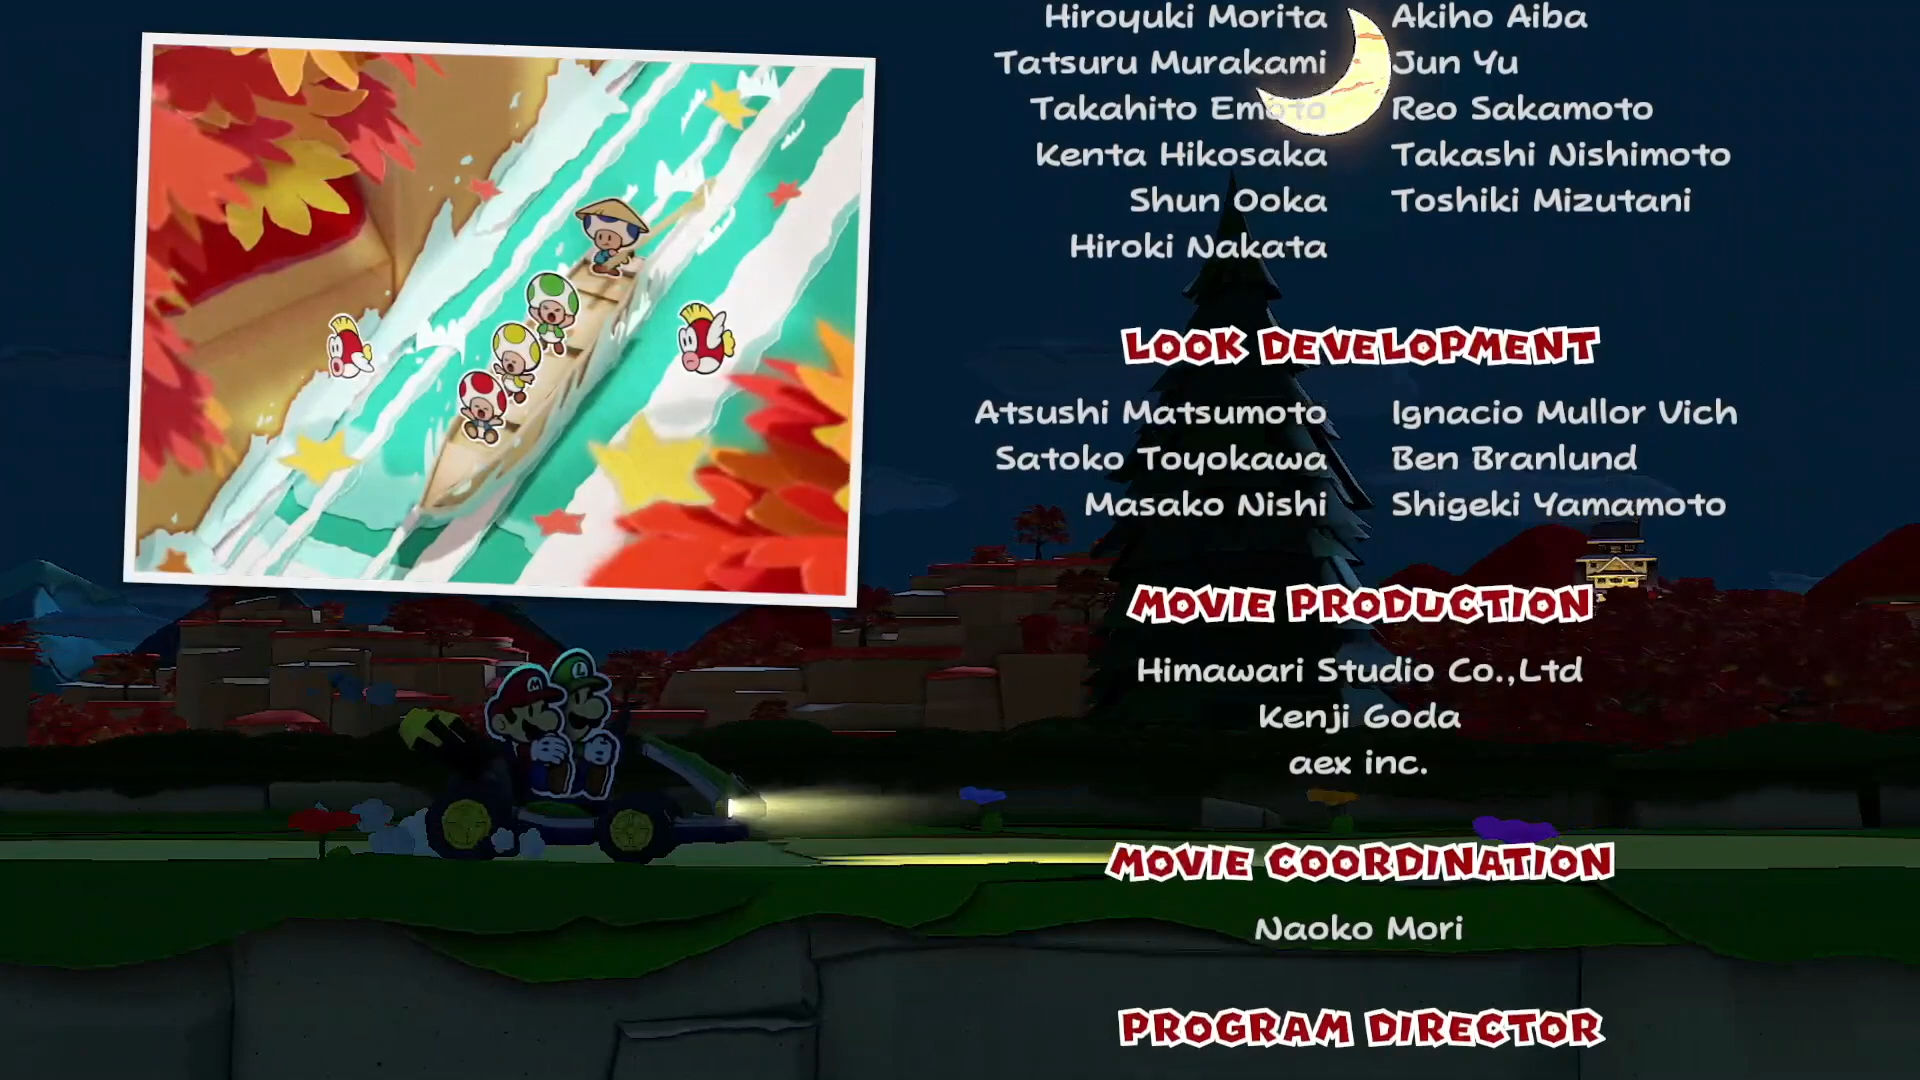 Hiroyuki Morita Akiho Aiba
Tatsuru Murakami Jun Yu
Takahito Emoto Reo Sakamoto
Kenta Hikosaka Takashi Nishimoto
Shun Ooka Toshiki Mizutani
Hiroki Nakata
LOOK DEVELOPMENT
Atsushi Matsumoto Ignacio Mullor Vich
Satoko Toyokawa Ben Branlund
Masako Nishi Shigeki Yamamoto
MOVIE PRODUCTION
Himawari Studio Co.,Ltd
Kenji Goda
aex inc.
MOVIE COORDINATION
Naoko Mori
PROGRAM DIRECTOR